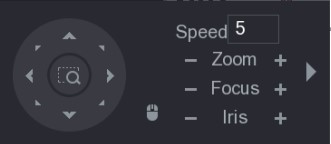 Speed 5
− Zoom +
− Focus +
− Iris +